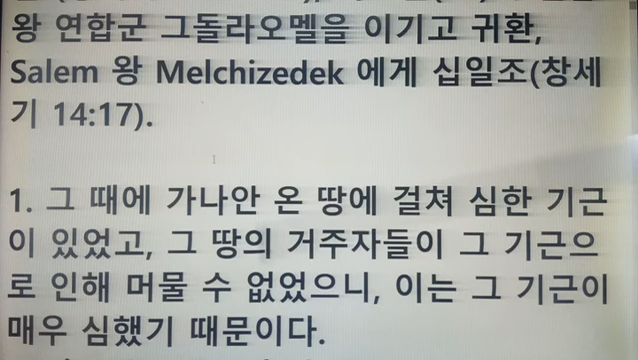 왕 연합군 그돌라오멜을 이기고 귀환,
Salem 왕 Melchizedek 에게 십일조(창세
기 14:17).
1. 그 때에 가나안 온 땅에 걸쳐 심한 기근
이 있었고, 그 땅의 거주자들이 그 기근으
로 인해 머물 수 없었으니, 이는 그 기근이
매우 심했기 때문이다.